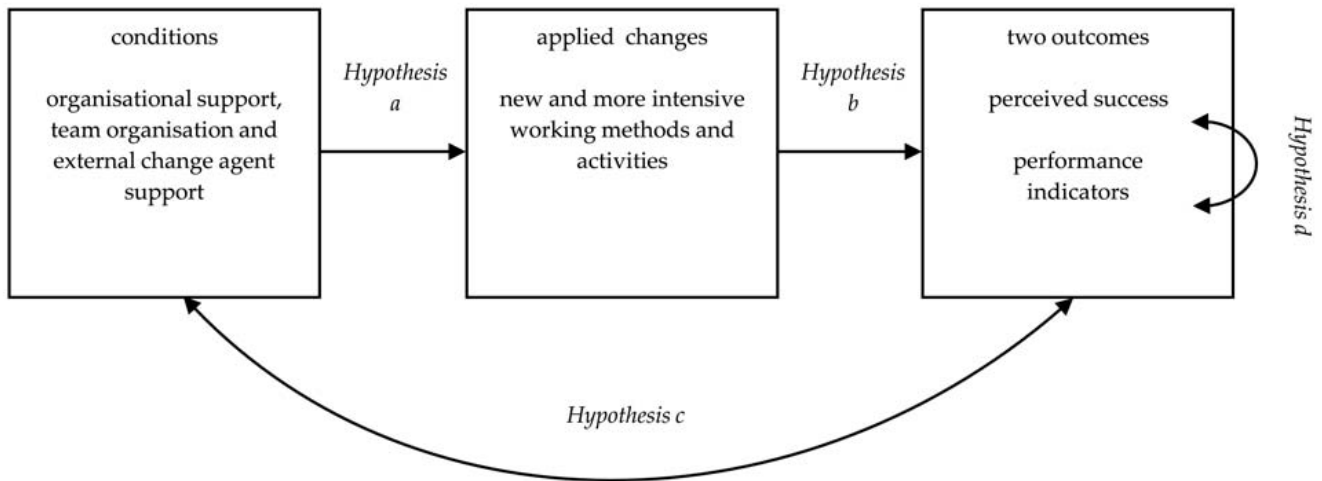 conditions
organisational support,
team organisation and
external change agent
support
Hypothesis
a
applied changes
new and more intensive
working methods and
activities
Hypothesis
b
two outcomes
perceived success
performance
indicators
Hypothesis d
Hypothesis c